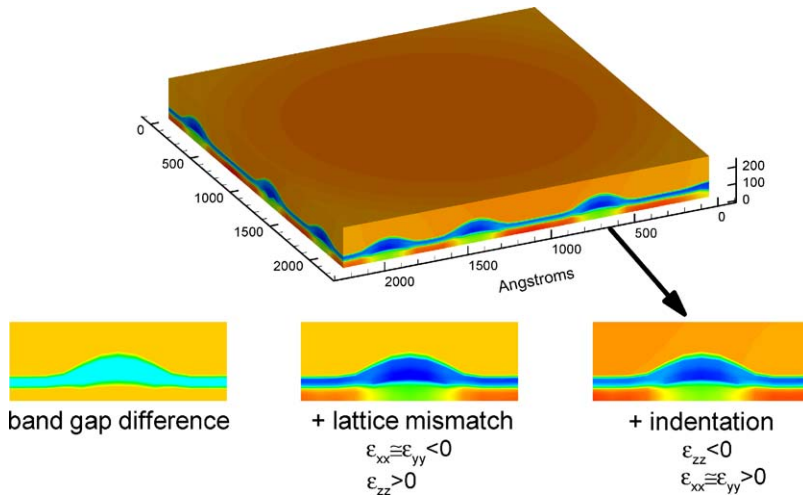 0
500
1000
1500
2000
2000
1500
1000
500
0
Angstroms
200
100
0
band gap difference
+ lattice mismatch
εxx≅εyy<0
εzz>0
+ indentation
εzz<0
εxx≅εyy>0